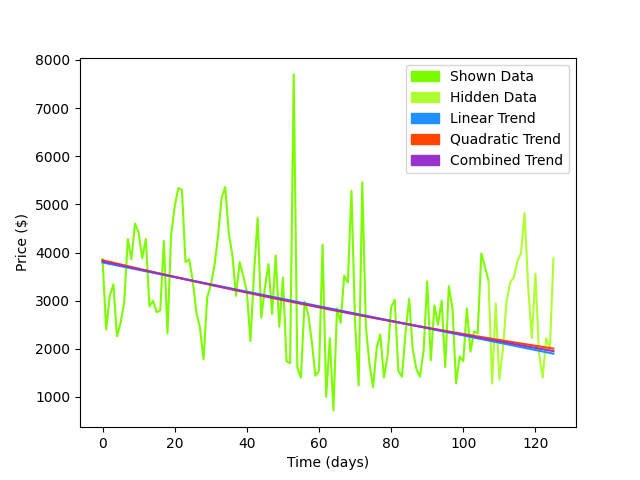 8000
7000
6000
5000
4000
3000
2000
1000
Price ($)
0
20
40
60
80
100
120
Time (days)
Shown Data
Hidden Data
Linear Trend
Quadratic Trend
Combined Trend